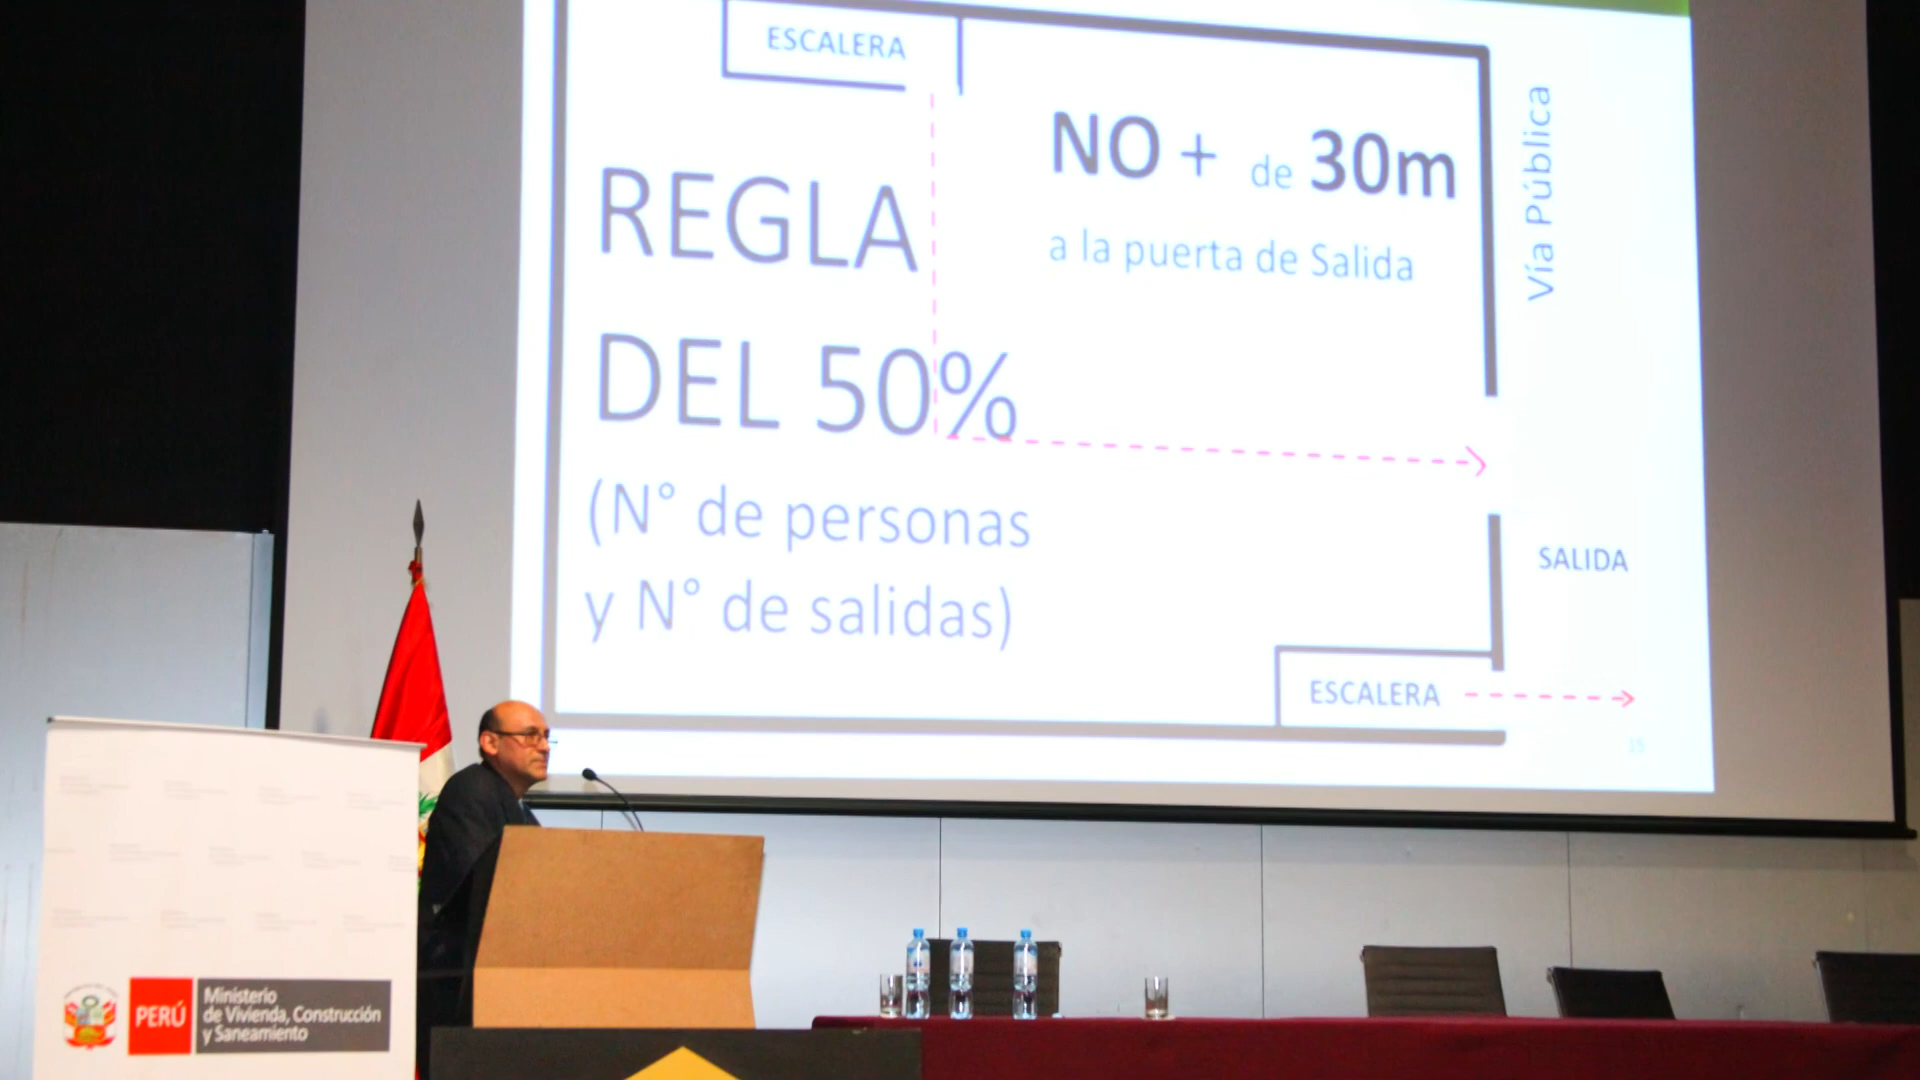 ESCALERA
NO + de 30m
a la puerta de Salida
Vía Pública
REGLA
DEL 50%
(N° de personas
y N° de salidas)
SALIDA
ESCALERA
PERÚ
Ministerio
de Vivienda, Construcción
y Saneamiento